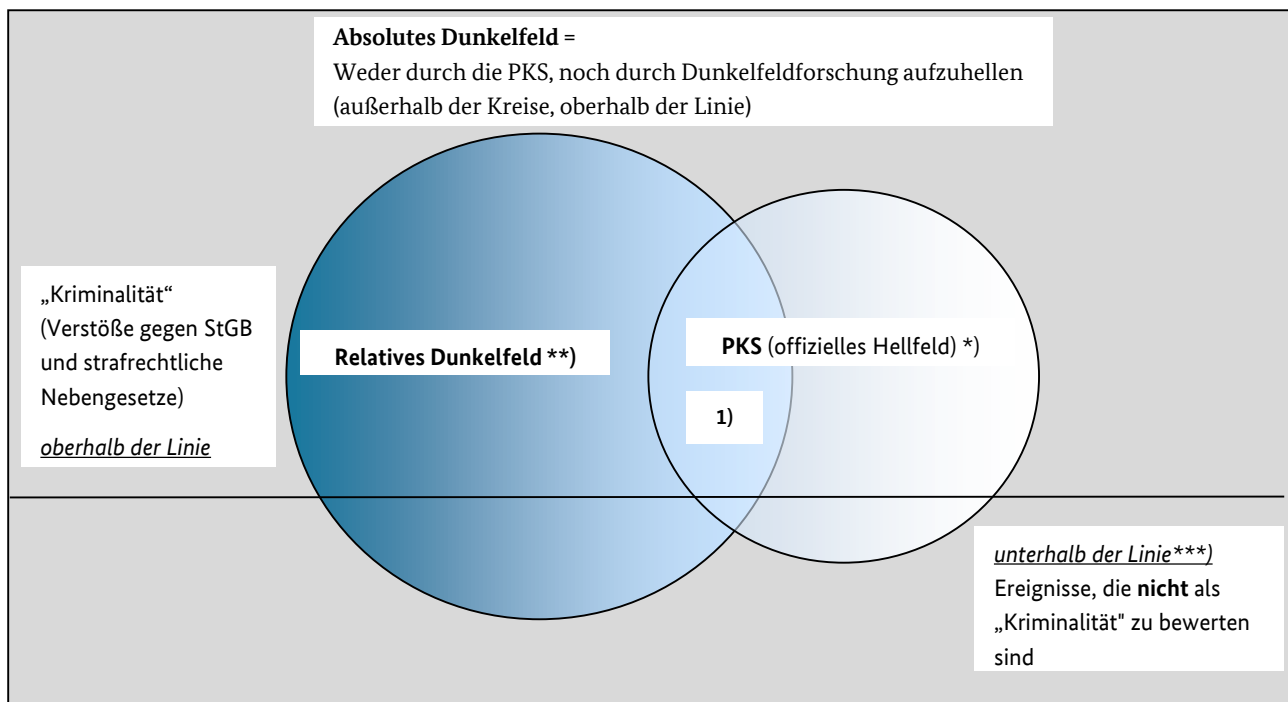 Absolutes Dunkelfeld =
Weder durch die PKS, noch durch Dunkelfeldforschung aufzuhellen
(außerhalb der Kreise, oberhalb der Linie)
„Kriminalität“
(Verstöße gegen StGB
und strafrechtliche
Nebengesetze)
oberhalb der Linie
Relatives Dunkelfeld **)
PKS (offizielles Hellfeld) *)
1)
unterhalb der Linie***)
Ereignisse, die nicht als
„Kriminalität" zu bewerten
sind